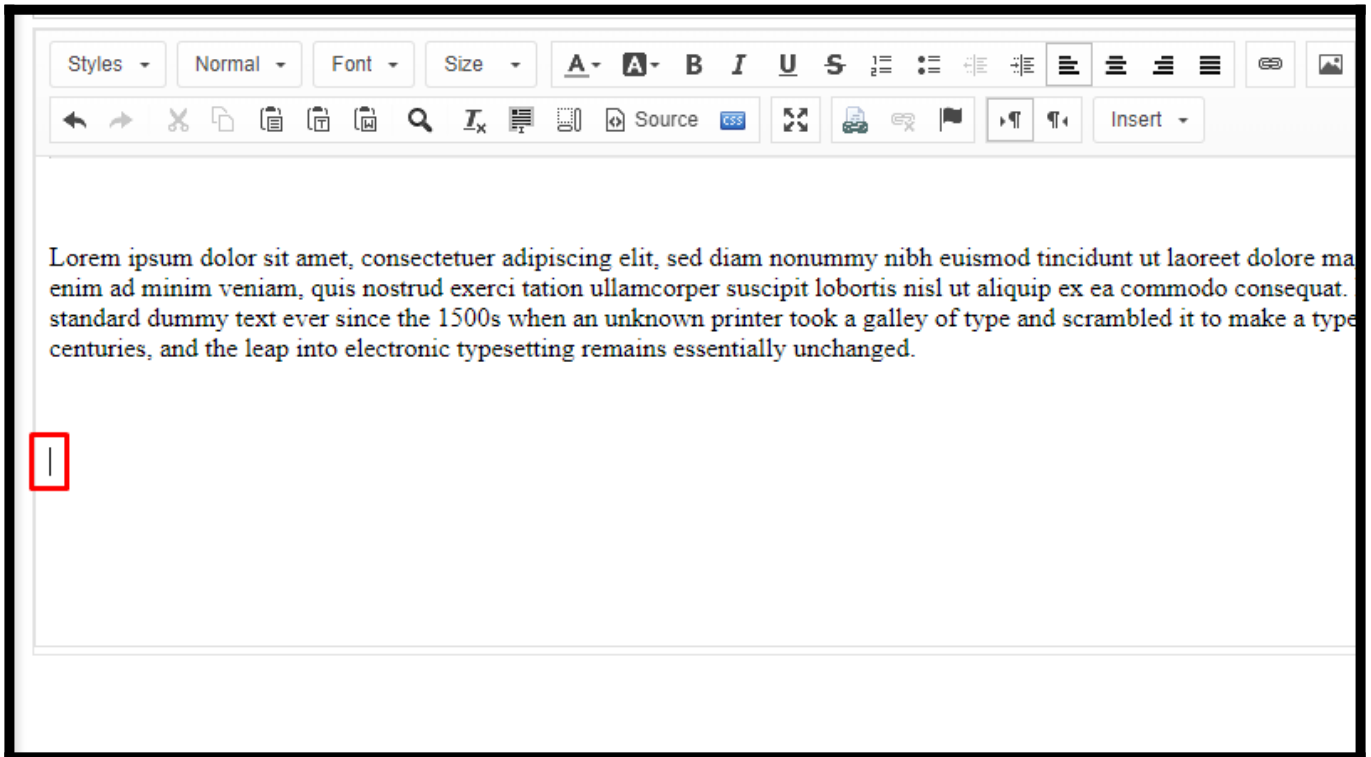 Styles Normal Font Size A A B I U S
Source CSS Insert
Lorem ipsum dolor sit amet, consectetuer adipiscing elit, sed diam nonummy nibh euismod tincidunt ut laoreet dolore ma
enim ad minim veniam, quis nostrud exerci tation ullamcorper suscipit lobortis nisl ut aliquip ex ea commodo consequat.
standard dummy text ever since the 1500s when an unknown printer took a galley of type and scrambled it to make a type
centuries, and the leap into electronic typesetting remains essentially unchanged.